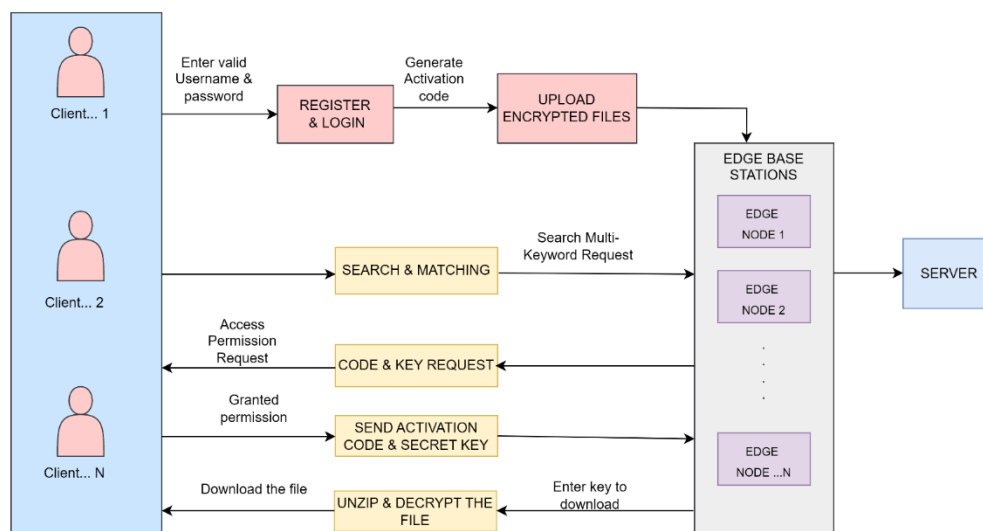 Enter valid
Username &
password
Client... 1
REGISTER
& LOGIN
Generate
Activation
code
UPLOAD
ENCRYPTED FILES
EDGE BASE
STATIONS
EDGE
NODE 1
EDGE
NODE 2
.
.
.
.
EDGE
NODE ...N
SERVER
Client... 2
SEARCH & MATCHING
Search Multi-
Keyword Request
Access
Permission
Request
CODE & KEY REQUEST
Client... N
Granted
permission
SEND ACTIVATION
CODE & SECRET KEY
Download the file
UNZIP & DECRYPT THE
FILE
Enter key to
download